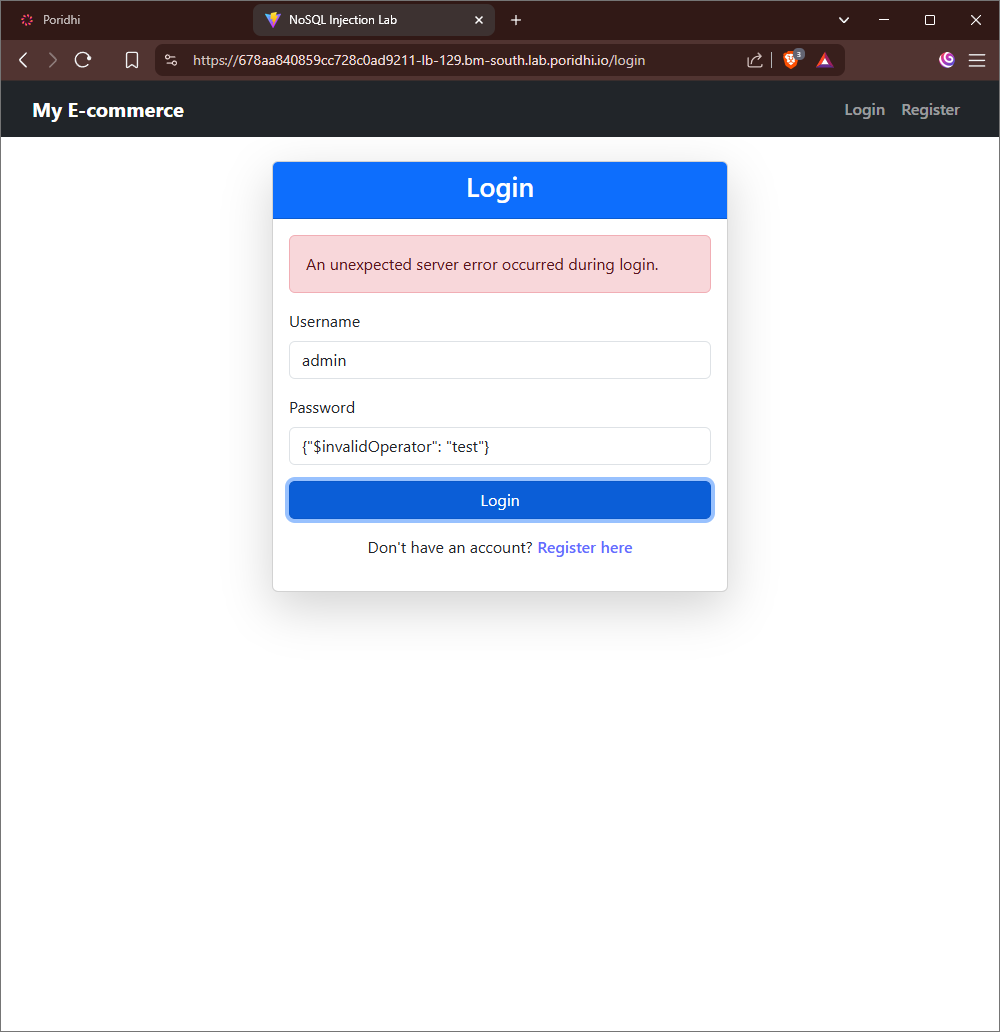 Poridhi
NoSQL Injection Lab
https://678aa840859cc728c0ad9211-lb-129.bm-south.lab.poridhi.io/login
3
My E-commerce
Login
Register
Login
An unexpected server error occurred during login.
Username
admin
Password
{"$invalidOperator": "test"}
Login
Don't have an account? Register here